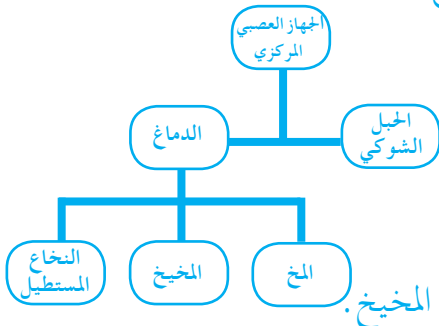 الجهاز العصبي
المركزي
الحبل
الشوكي
الدماغ
المخ
المخيخ
النخاع
المستطيل
المخيخ .